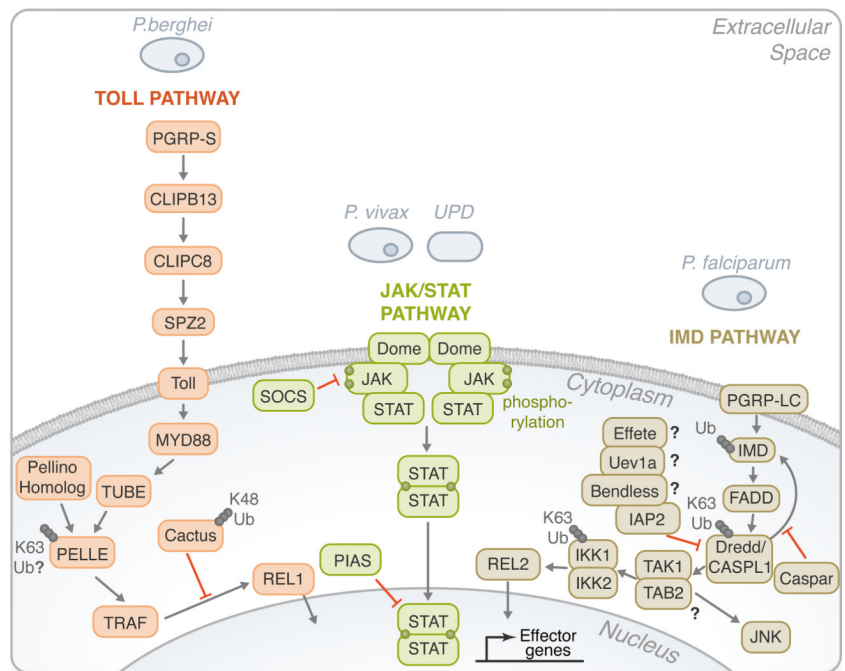 P.berghei
Extracellular
Space
TOLL PATHWAY
PGRP-S
CLIPB13
CLIPC8
SPZ2
Toll
MYD88
Pellino
Homolog
TUBE
K63
Ub?
PELLE
TRAF
Cactus
K48
Ub
REL1
P. vivax
UPD
JAK/STAT
PATHWAY
Dome
Dome
SOCS
JAK
JAK
STAT
STAT
phospho-
rylation
STAT
STAT
PIAS
STAT
STAT
P. falciparum
IMD PATHWAY
Cytoplasm
PGRP-LC
Ub
IMD
FADD
K63
Ub
Dredd/
CASPL1
Caspar
Effete
?
Uev1a
?
Bendless
?
IAP2
TAK1
TAB2
?
JNK
K63
Ub
IKK1
IKK2
REL2
Nucleus
Effector
genes